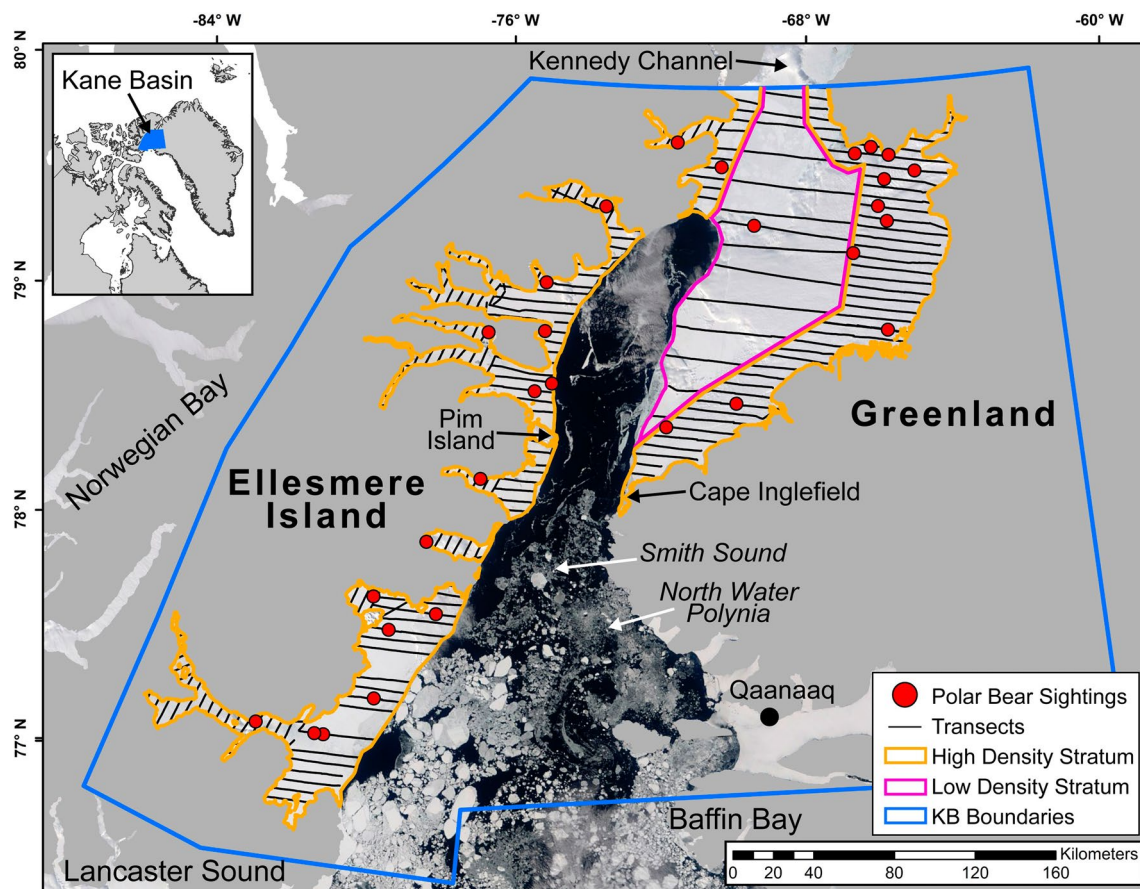 -84° W
-76° W
-68° W
-60° W
80° N
79° N
78° N
77° N
Kane Basin
Kennedy Channel
Norwegian Bay
Pim
Island
Greenland
Ellesmere
Island
Cape Inglefield
Smith Sound
North Water
Polynia
Qaanaaq
Baffin Bay
Lancaster Sound
Polar Bear Sightings
Transects
High Density Stratum
Low Density Stratum
KB Boundaries
Kilometers
0 10 20 40 80 120 160